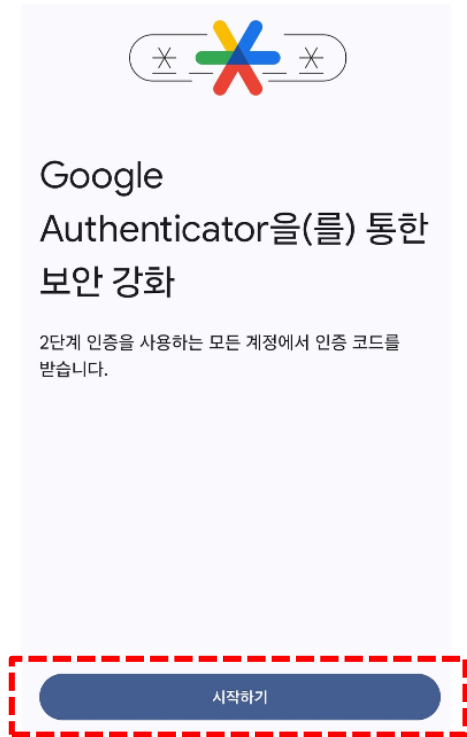 Google
Authenticator을(를) 통한
보안 강화
2단계 인증을 사용하는 모든 계정에서 인증 코드를
받습니다.
시작하기